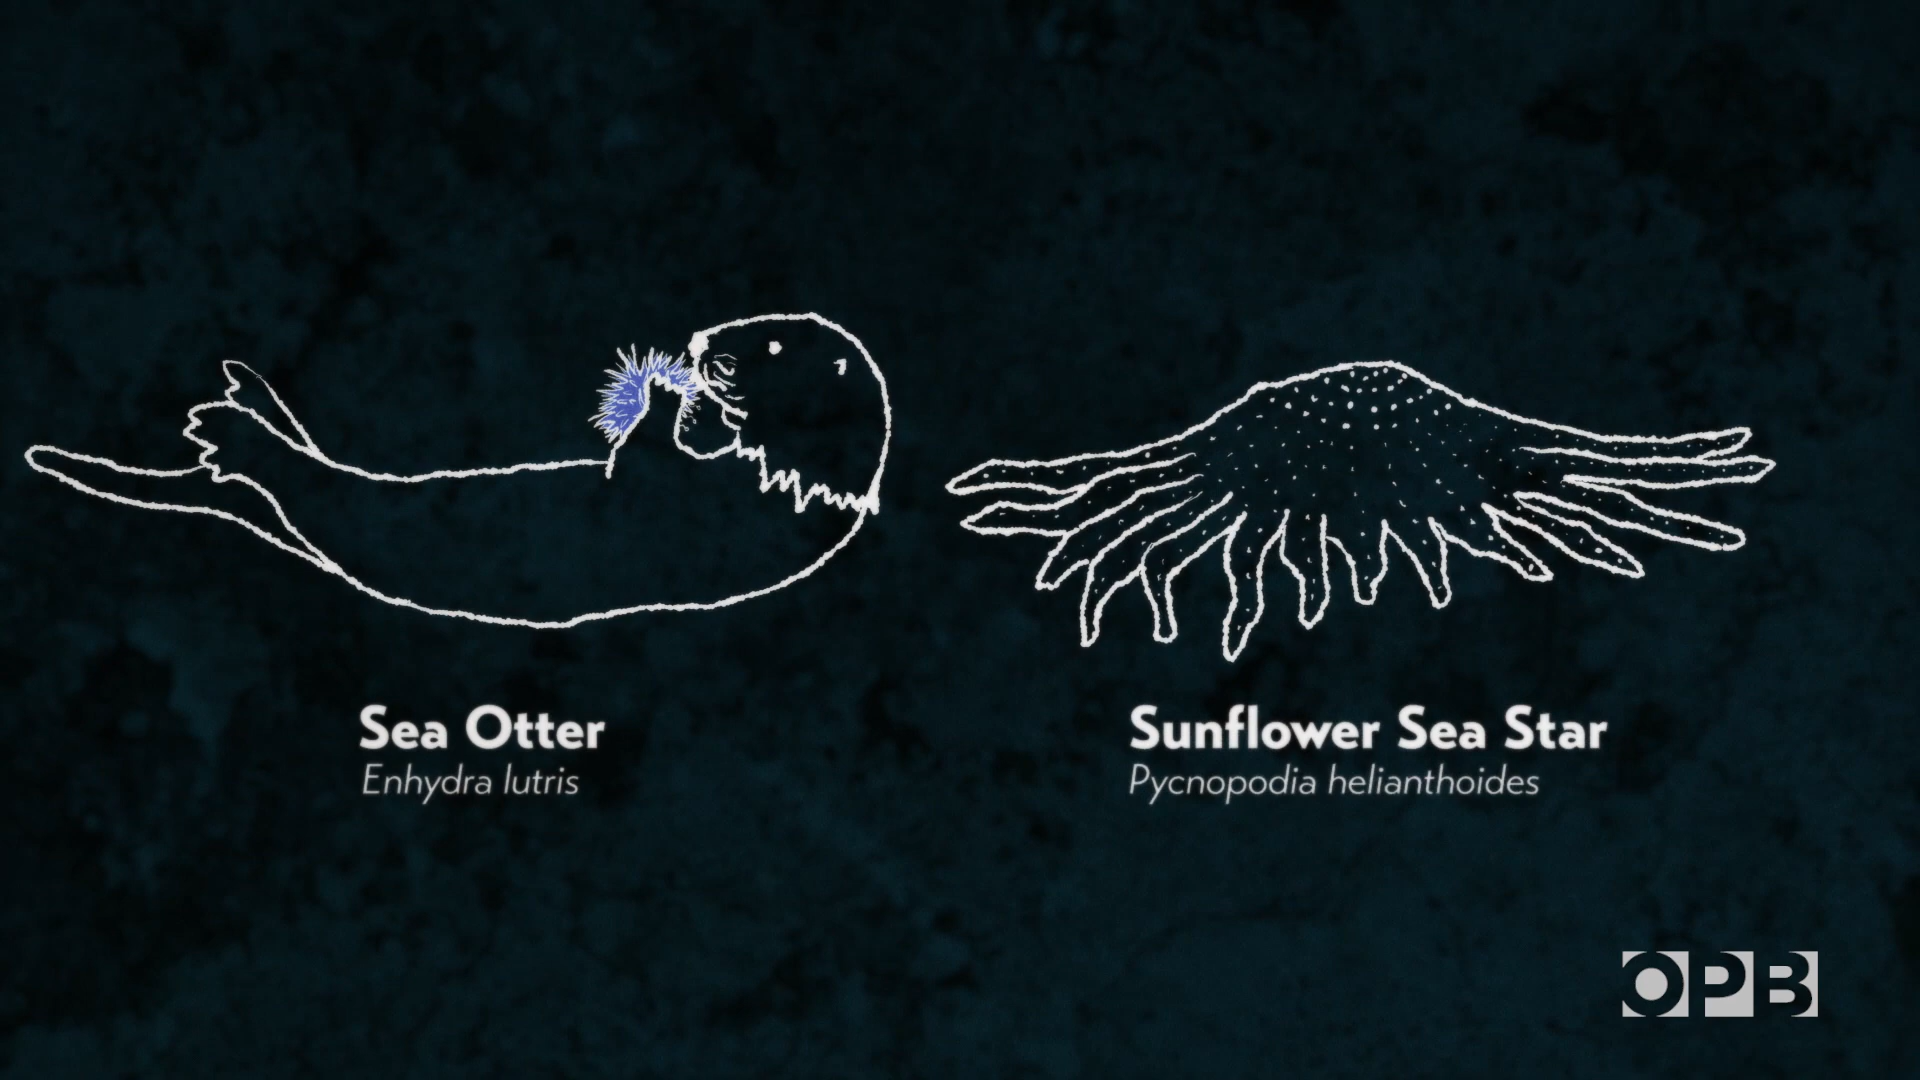 Sea Otter
Enhydra lutris
Sunflower Sea Star
Pycnopodia helianthoides
OPB